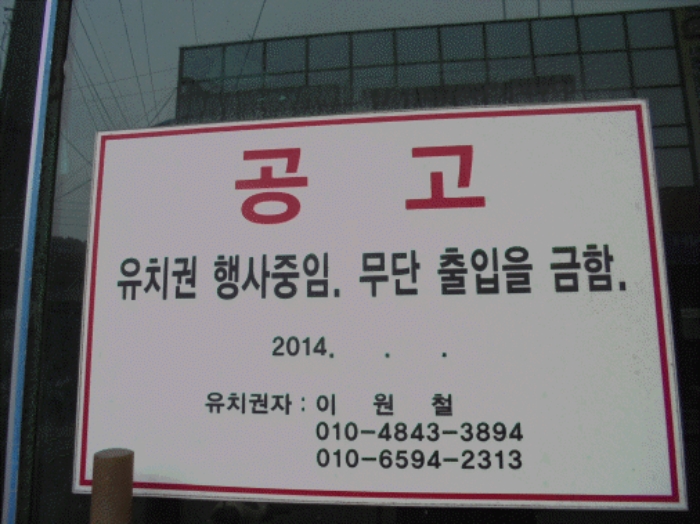 공 고
유치권 행사중임. 무단 출입을 금함.
2014. . .
유치권자 : 이 원 철
010-4843-3894
010-6594-2313